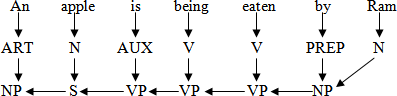 An apple is being eaten by Ram
ART N AUX V V PREP N
NP S VP VP VP NP